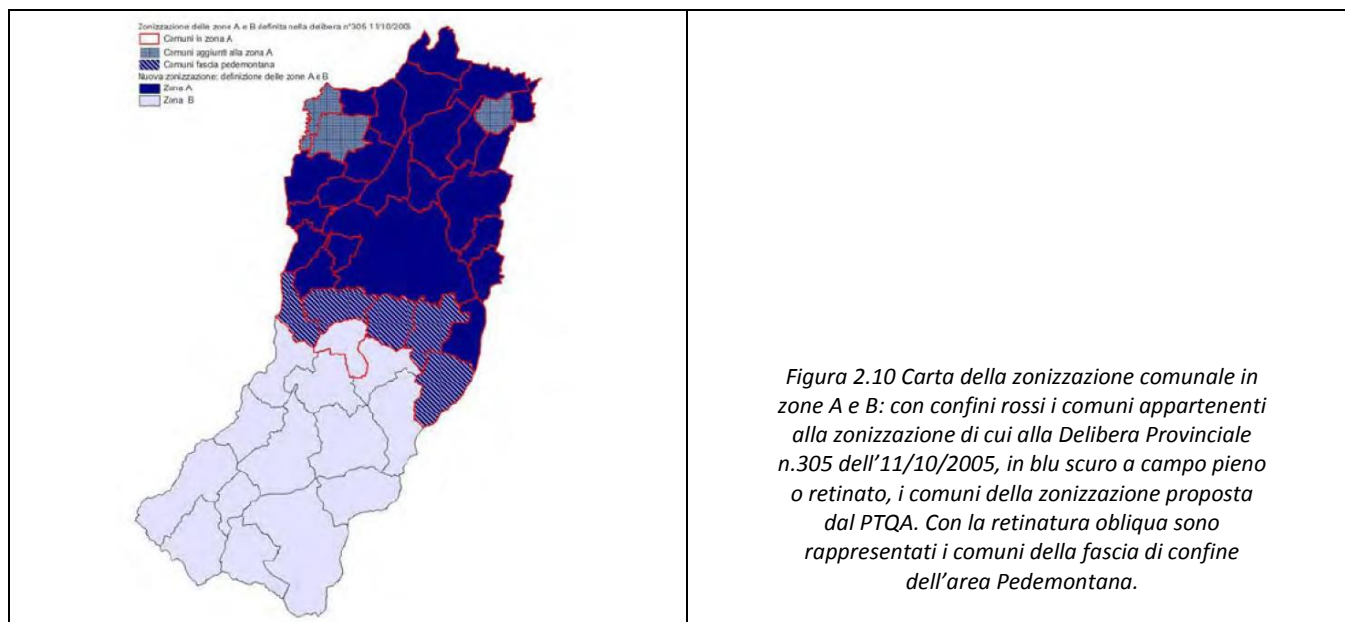 Zonizzazione delle zone A e B definita nella delibera n°305 11/10/2005
Comuni in zona A
Comuni aggiunti alla zona A
Comuni fascia pedemontana
Nuova zonizzazione: definizione delle zone A e B
Zona A
Zona B
Figura 2.10 Carta della zonizzazione comunale in
zone A e B: con confini rossi i comuni appartenenti
alla zonizzazione di cui alla Delibera Provinciale
n.305 dell’11/10/2005, in blu scuro a campo pieno
o retinato, i comuni della zonizzazione proposta
dal PTQA. Con la retinatura obliqua sono
rappresentati i comuni della fascia di confine
dell’area Pedemontana.